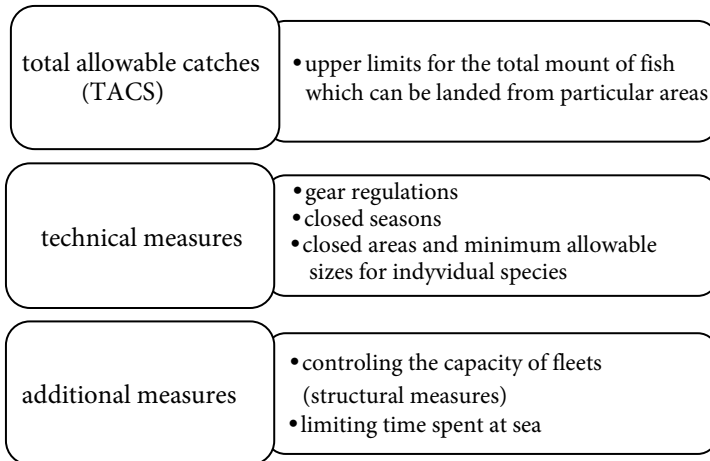 total allowable catches
(TACS)
• upper limits for the total mount of fish
which can be landed from particular areas
technical measures
• gear regulations
• closed seasons
• closed areas and minimum allowable
sizes for indyvidual species
additional measures
• controling the capacity of fleets
(structural measures)
• limiting time spent at sea